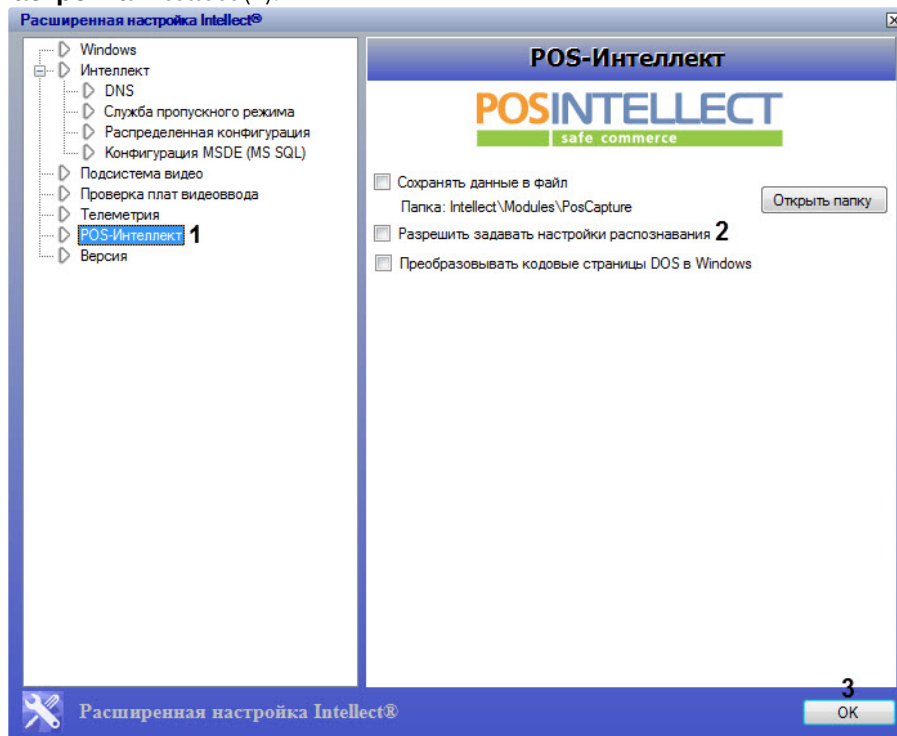 Расширенная настройка Intellect®
Windows
Интеллект
DNS
Служба пропускного режима
Распределенная конфигурация
Конфигурация MSDE (MS SQL)
Подсистема видео
Проверка плат видеоввода
Телеметрия
POS-Интеллект 1
Версия
POS-Интеллект
POSINTELLECT
safe commerce
Сохранять данные в файл
Папка: Intellect\Modules\PosCapture
Открыть папку
Разрешить задавать настройки распознавания 2
Преобразовывать кодовые страницы DOS в Windows
Расширенная настройка Intellect®
3
OK